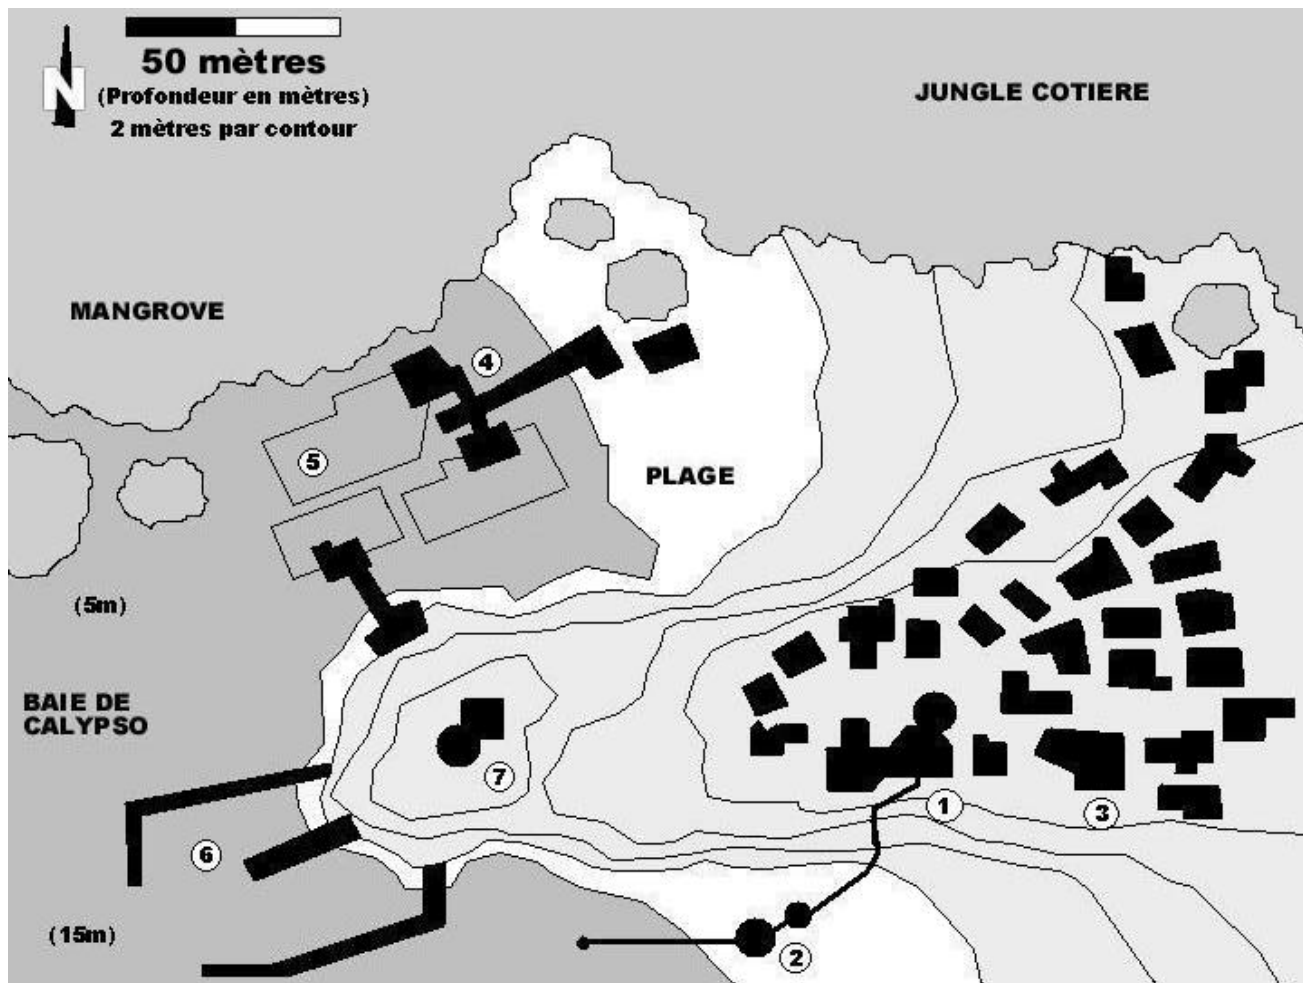 50 mètres
(Profondeur en mètres)
2 mètres par contour
N
JUNGLE COTIERE
MANGROVE
4
5
PLAGE
(5m)
BAIE DE
CALYPSO
7
1
3
6
(15m)
2